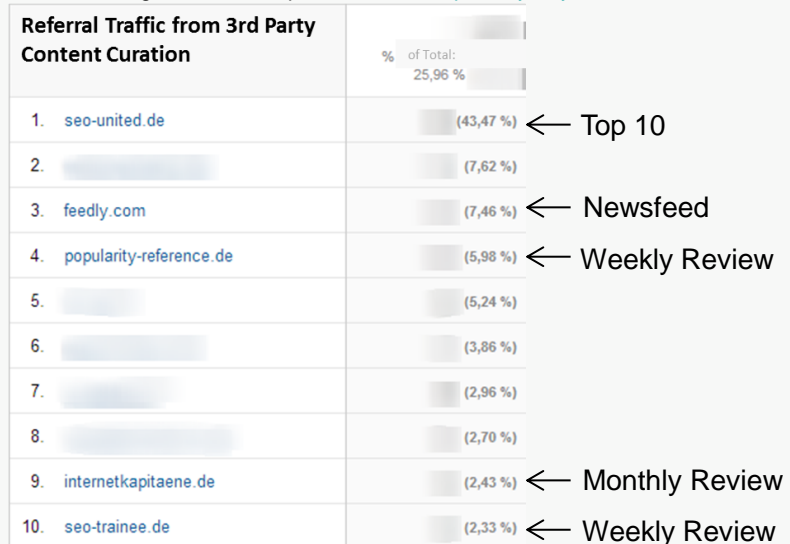 Referral Traffic from 3rd Party
Content Curation
% of Total:
25,96 %
1. seo-united.de (43,47 %) Top 10
2. (7,62 %)
3. feedly.com (7,46 %) Newsfeed
4. popularity-reference.de (5,98 %) Weekly Review
5. (5,24 %)
6. (3,86 %)
7. (2,96 %)
8. (2,70 %)
9. internetkapitaene.de (2,43 %) Monthly Review
10. seo-trainee.de (2,33 %) Weekly Review